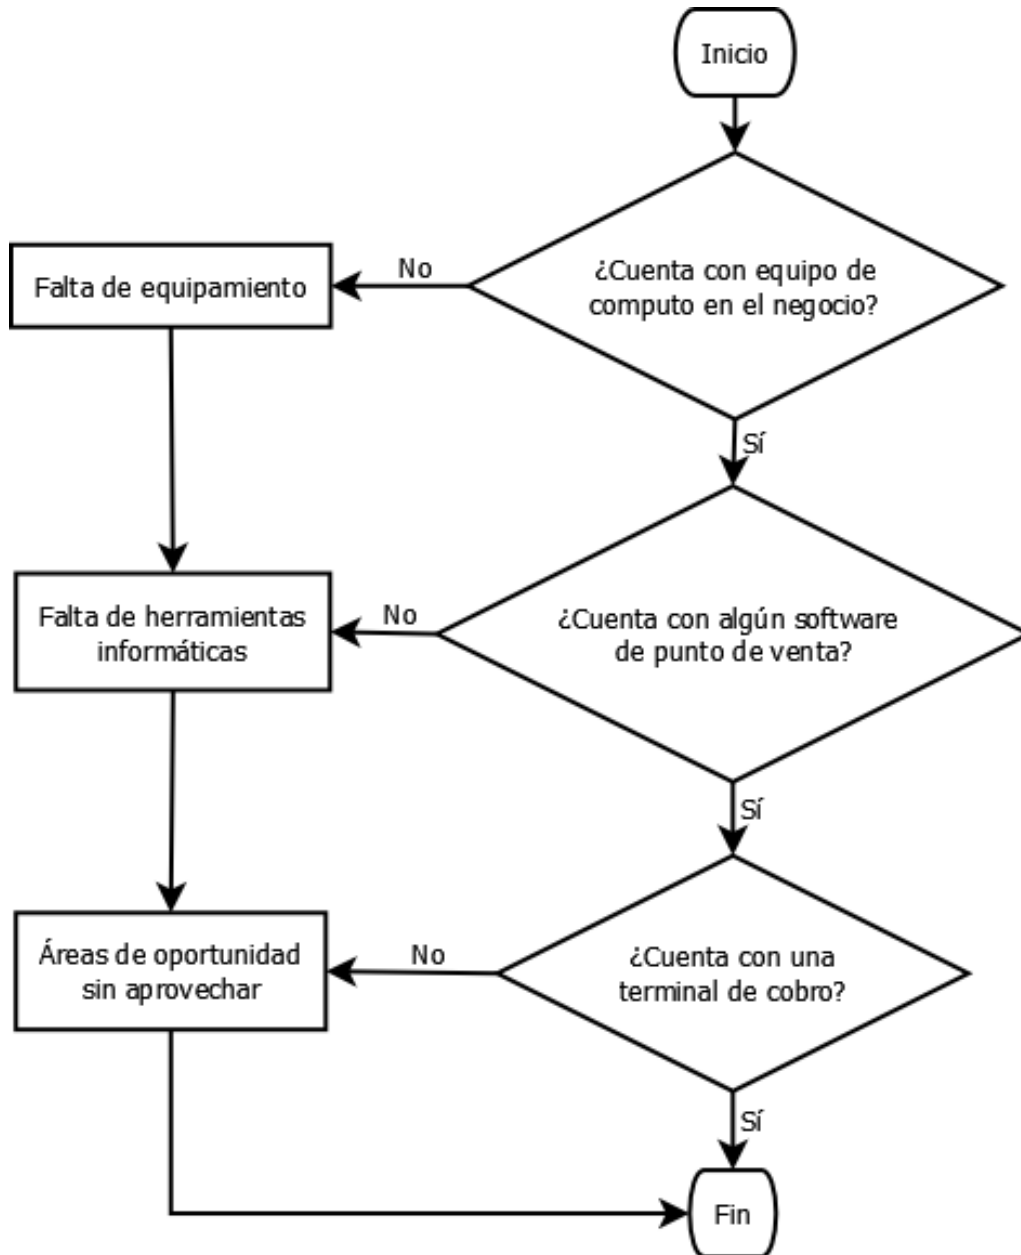 Inicio
¿Cuenta con equipo de
computo en el negocio?
No
Falta de equipamiento
Sí
¿Cuenta con algún software
de punto de venta?
No
Falta de herramientas
informáticas
Sí
¿Cuenta con una
terminal de cobro?
No
Áreas de oportunidad
sin aprovechar
Sí
Fin